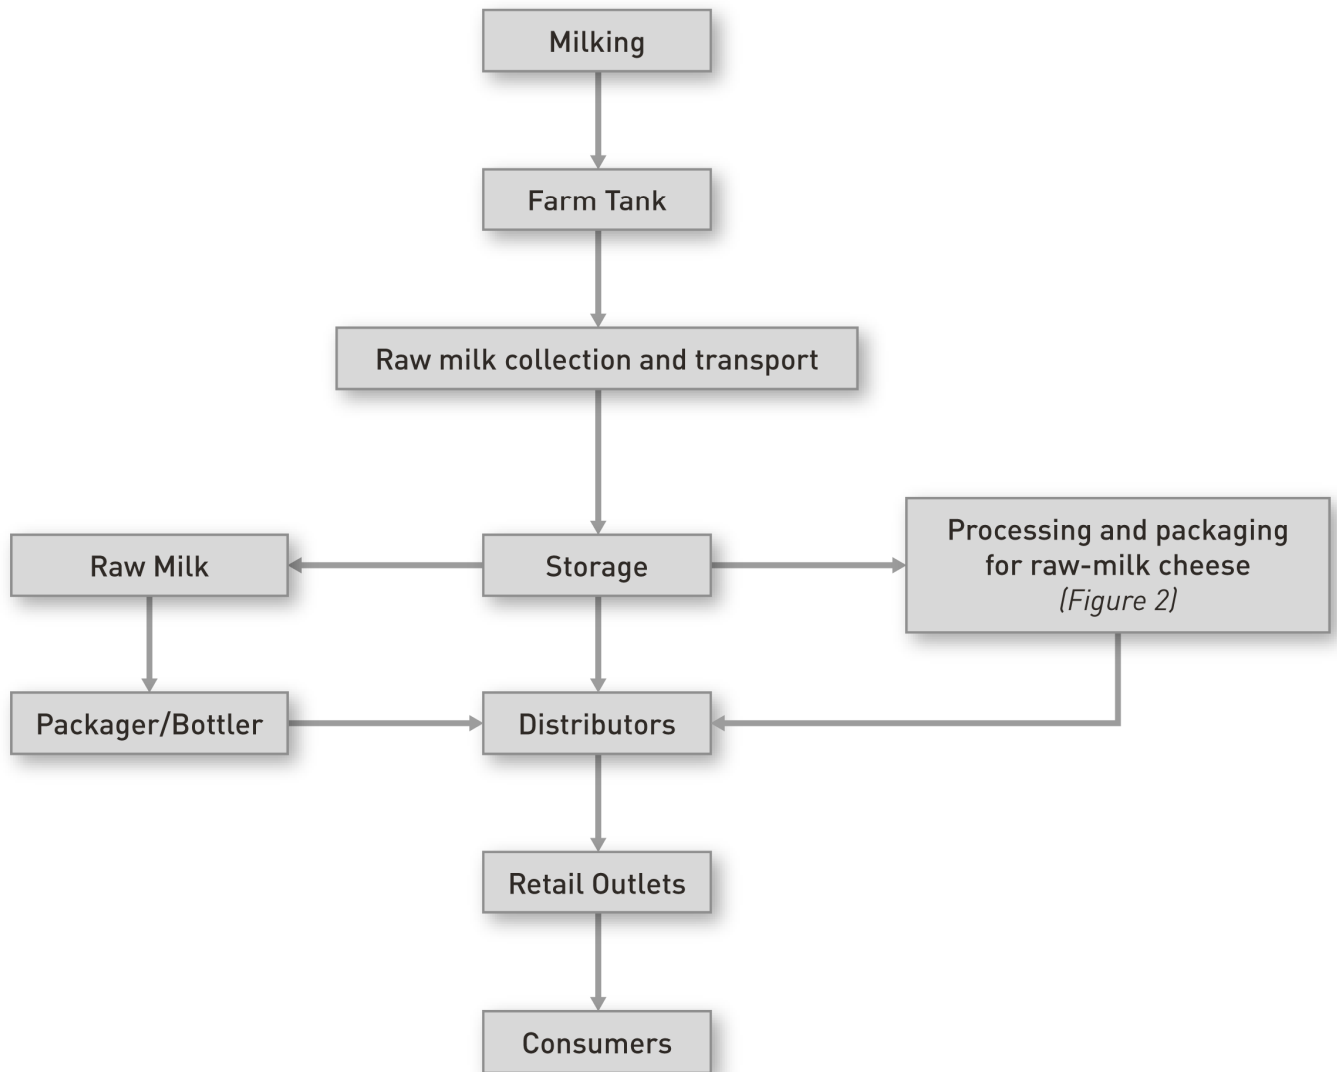 Milking
Farm Tank
Raw milk collection and transport
Raw Milk
Storage
Processing and packaging
for raw-milk cheese
(Figure 2)
Packager/Bottler
Distributors
Retail Outlets
Consumers